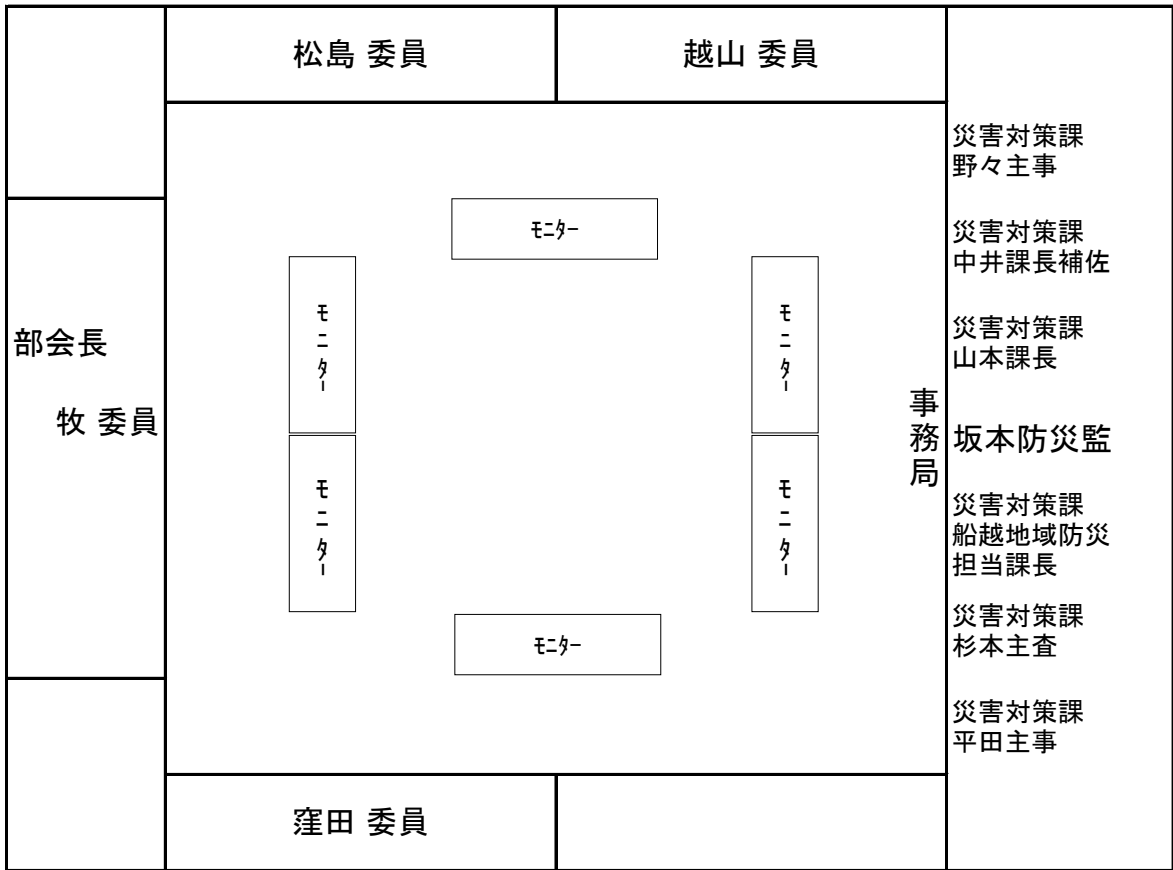 松島 委員
越山 委員
部会長
牧 委員
ﾓﾆﾀｰ
ﾓﾆﾀｰ
ﾓﾆﾀｰ
ﾓﾆﾀｰ
ﾓﾆﾀｰ
ﾓﾆﾀｰ
事務局
災害対策課
野々主事
災害対策課
中井課長補佐
災害対策課
山本課長
坂本防災監
災害対策課
船越地域防災
担当課長
災害対策課
杉本主査
災害対策課
平田主事
窪田 委員